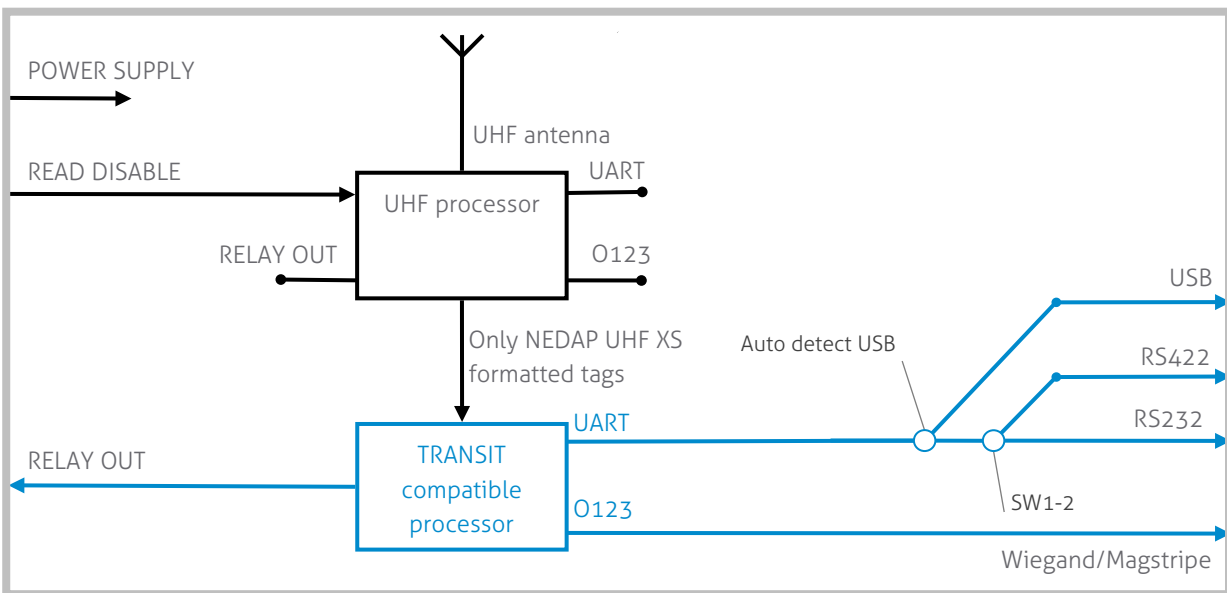 POWER SUPPLY
UHF antenna
READ DISABLE
UART
UHF processor
RELAY OUT
O123
USB
Only NEDAP UHF XS
formatted tags
Auto detect USB
RS422
UART
RS232
TRANSIT
compatible
processor
RELAY OUT
SW1-2
O123
Wiegand/Magstripe